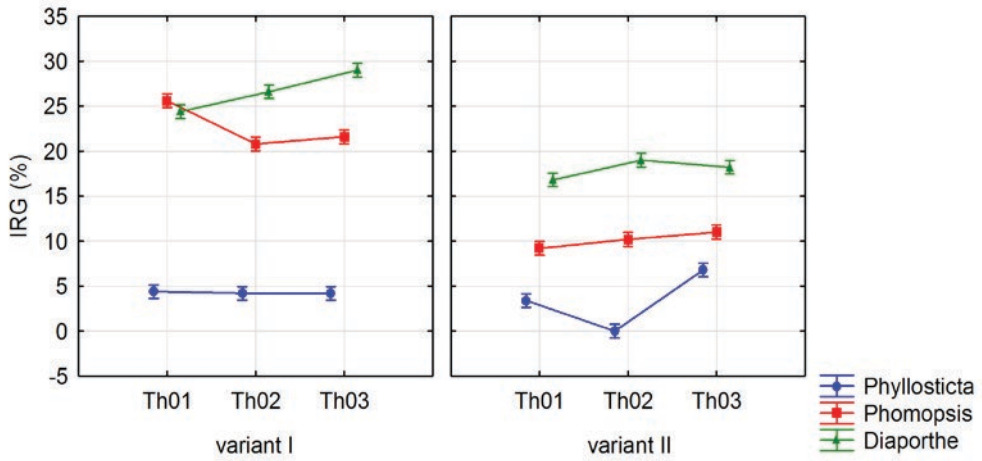 IRG (%)
35
30
25
20
15
10
5
0
-5
Th01 Th02 Th03
variant I
Th01 Th02 Th03
variant II
Phyllosticta
Phomopsis
Diaporthe